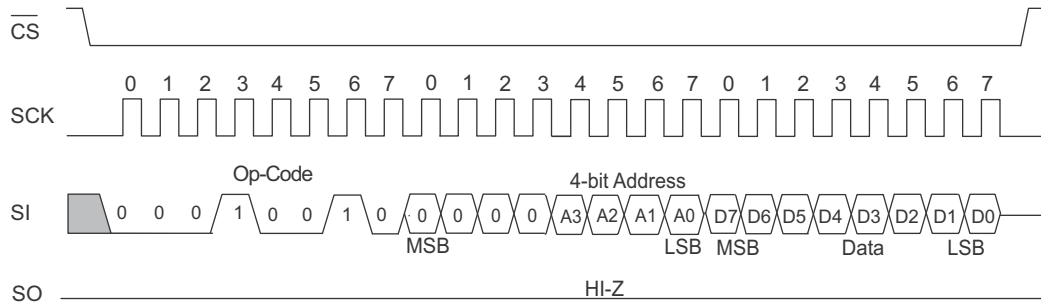 CS
0 1 2 3 4 5 6 7 0 1 2 3 4 5 6 7 0 1 2 3 4 5 6 7
SCK
Op-Code 4-bit Address
SI 0 0 0 1 0 0 1 0 0 0 0 0 A3 A2 A1 A0 D7 D6 D5 D4 D3 D2 D1 D0
MSB LSB MSB Data LSB
SO HI-Z